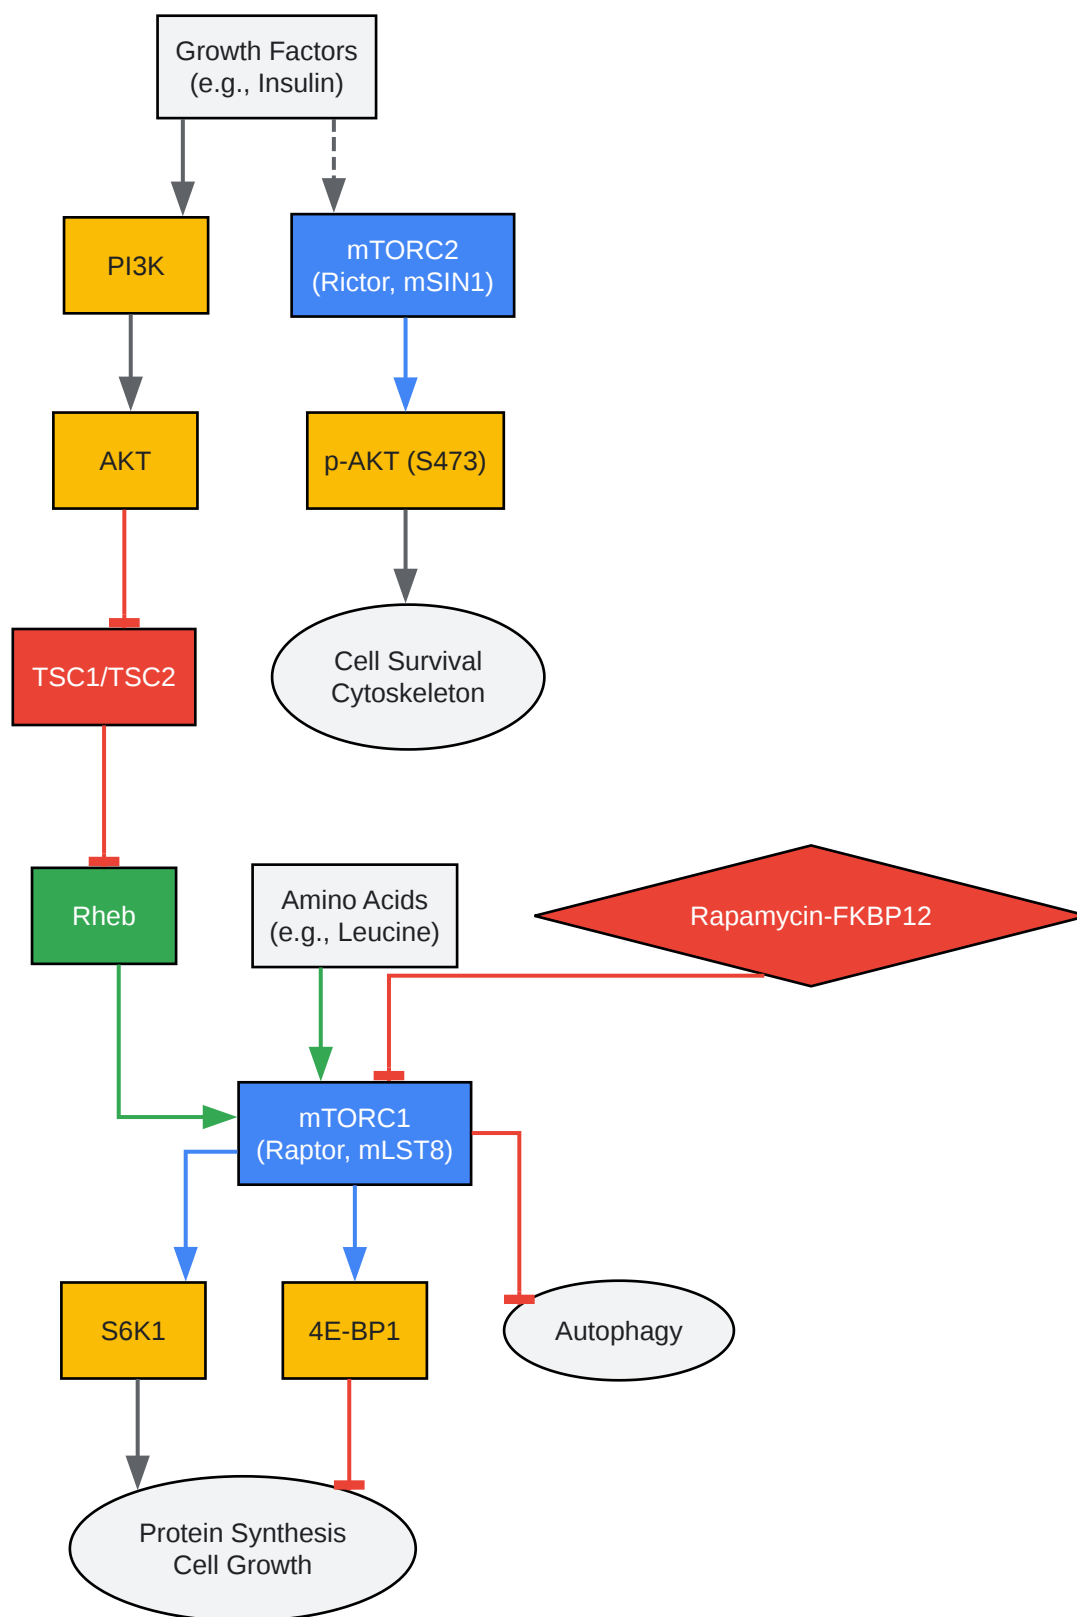 Growth Factors
(e.g., Insulin)
PI3K
mTORC2
(Rictor, mSIN1)
AKT
p-AKT (S473)
TSC1/TSC2
Cell Survival
Cytoskeleton
Rheb
Amino Acids
(e.g., Leucine)
Rapamycin-FKBP12
mTORC1
(Raptor, mLST8)
S6K1
4E-BP1
Autophagy
Protein Synthesis
Cell Growth